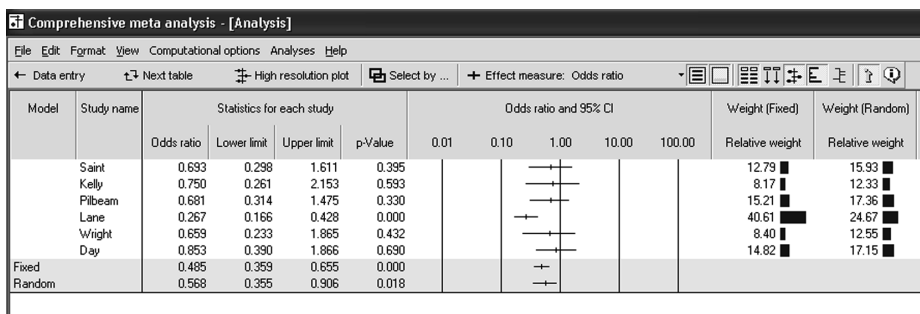 Comprehensive meta analysis - [Analysis]
File Edit Format View Computational options Analyses Help
← Data entry Next table High resolution plot Select by ... + Effect measure: Odds ratio
Model Study name Statistics for each study Odds ratio and 95% CI Weight (Fixed) Weight (Random)
Odds ratio Lower limit Upper limit p-Value 0.01 0.10 1.00 10.00 100.00 Relative weight Relative weight
Saint 0.693 0.298 1.611 0.395 12.79 15.93
Kelly 0.750 0.261 2.153 0.593 8.17 12.33
Pilbeam 0.681 0.314 1.475 0.330 15.21 17.36
Lane 0.267 0.166 0.428 0.000 40.61 24.67
Wright 0.659 0.233 1.865 0.432 8.40 12.55
Day 0.853 0.390 1.866 0.690 14.82 17.15
Fixed 0.485 0.359 0.655 0.000
Random 0.568 0.355 0.906 0.018